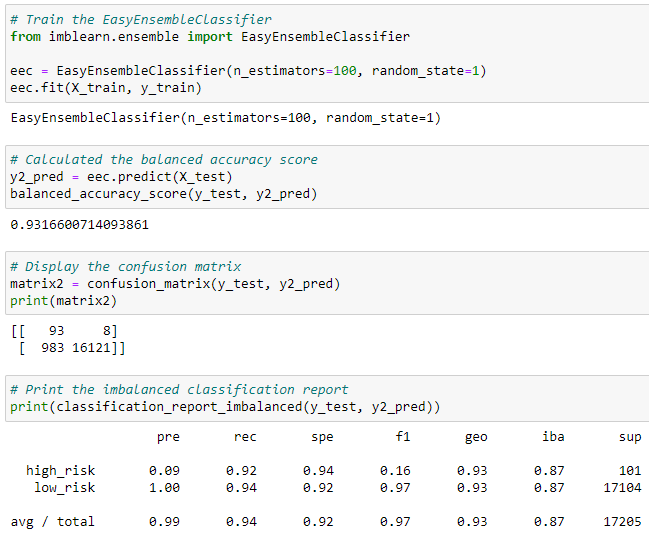 # Train the EasyEnsembleClassifier
from imblearn.ensemble import EasyEnsembleClassifier
eec = EasyEnsembleClassifier(n_estimators=100, random_state=1)
eec.fit(X_train, y_train)
EasyEnsembleClassifier(n_estimators=100, random_state=1)
# Calculated the balanced accuracy score
y2_pred = eec.predict(X_test)
balanced_accuracy_score(y_test, y2_pred)
0.9316600714093861
# Display the confusion matrix
matrix2 = confusion_matrix(y_test, y2_pred)
print(matrix2)
[[   93     8]
 [  983 16121]]
# Print the imbalanced classification report
print(classification_report_imbalanced(y_test, y2_pred))
pre rec spe f1 geo iba sup
high_risk 0.09 0.92 0.94 0.16 0.93 0.87 101
low_risk 1.00 0.94 0.92 0.97 0.93 0.87 17104
avg / total 0.99 0.94 0.92 0.97 0.93 0.87 17205